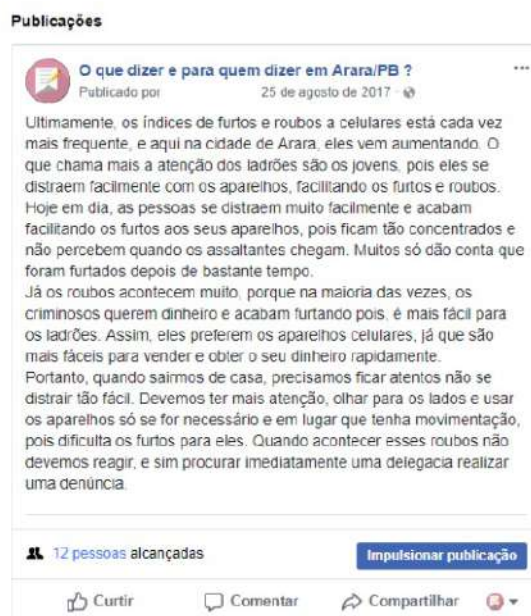 Publicações
O que dizer e para quem dizer em Arara/PB ?
...
Publicado por 25 de agosto de 2017 ·
Ultimamente, os índices de furtos e roubos a celulares está cada vez
mais frequente, e aqui na cidade de Arara, eles vem aumentando. O
que chama mais a atenção dos ladrões são os jovens, pois eles se
distraem facilmente com os aparelhos, facilitando os furtos e roubos.
Hoje em dia, as pessoas se distraem muito facilmente e acabam
facilitando os furtos aos seus aparelhos, pois ficam tão concentrados e
não percebem quando os assaltantes chegam. Muitos só dão conta que
foram furtados depois de bastante tempo.
Já os roubos acontecem muito, porque na maioria das vezes, os
criminosos querem dinheiro e acabam furtando pois, é mais fácil para
os ladrões. Assim, eles preferem os aparelhos celulares, já que são
mais fáceis para vender e obter o seu dinheiro rapidamente.
Portanto, quando sairmos de casa, precisamos ficar atentos não se
distrair tão fácil. Devemos ter mais atenção, olhar para os lados e usar
os aparelhos só se for necessário e em lugar que tenha movimentação,
pois dificulta os furtos para eles. Quando acontecer esses roubos não
devemos reagir, e sim procurar imediatamente uma delegacia realizar
uma denúncia.
12 pessoas alcançadas
Impulsionar publicação
Curtir Comentar Compartilhar